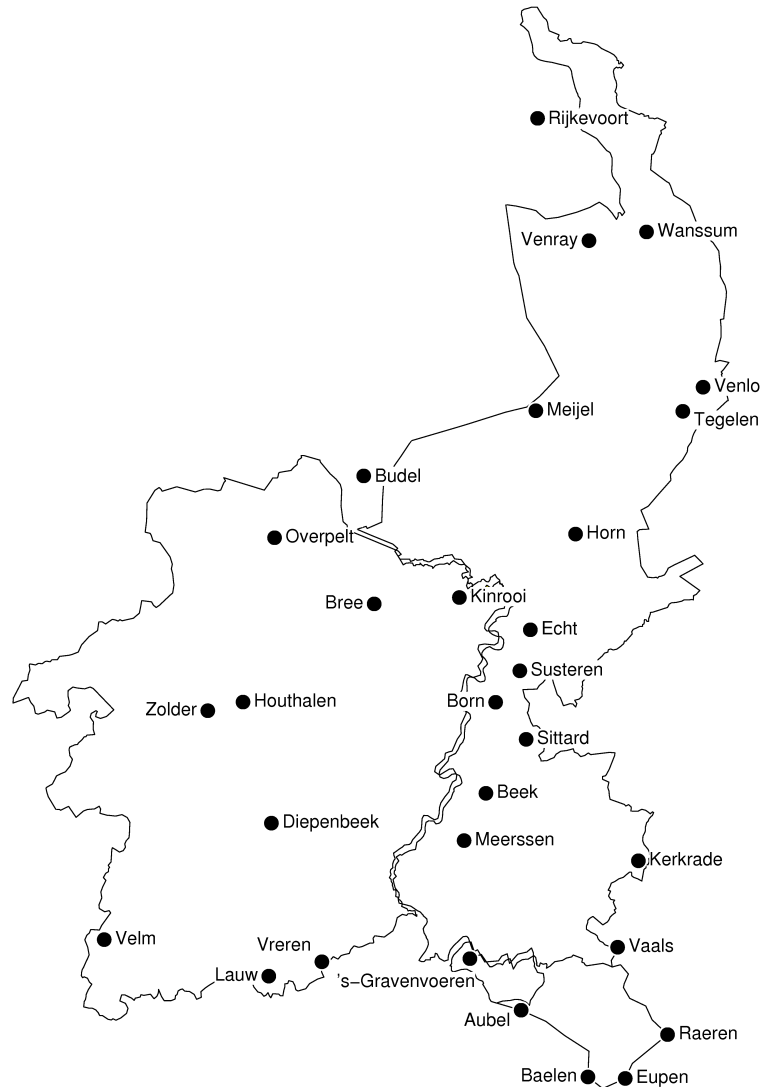 Rijkevoort
Wanssum
Venray
Venlo
Meijel
Tegelen
Budel
Horn
Overpelt
Kinrooi
Bree
Echt
Susteren
Houthalen
Born
Zolder
Sittard
Beek
Diepenbeek
Meerssen
Kerkrade
Velm
Vreren
Vaals
Lauw
's–Gravenvoeren
Aubel
Raeren
Baelen
Eupen